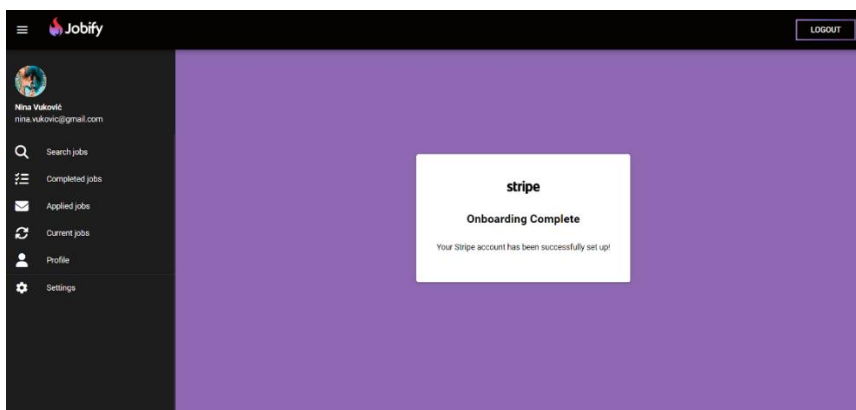 Jobify
LOGOUT
Nina Vuković
nina.vukovic@gmail.com
Search jobs
Completed jobs
Applied jobs
Current jobs
Profile
Settings
stripe
Onboarding Complete
Your Stripe account has been successfully set up!